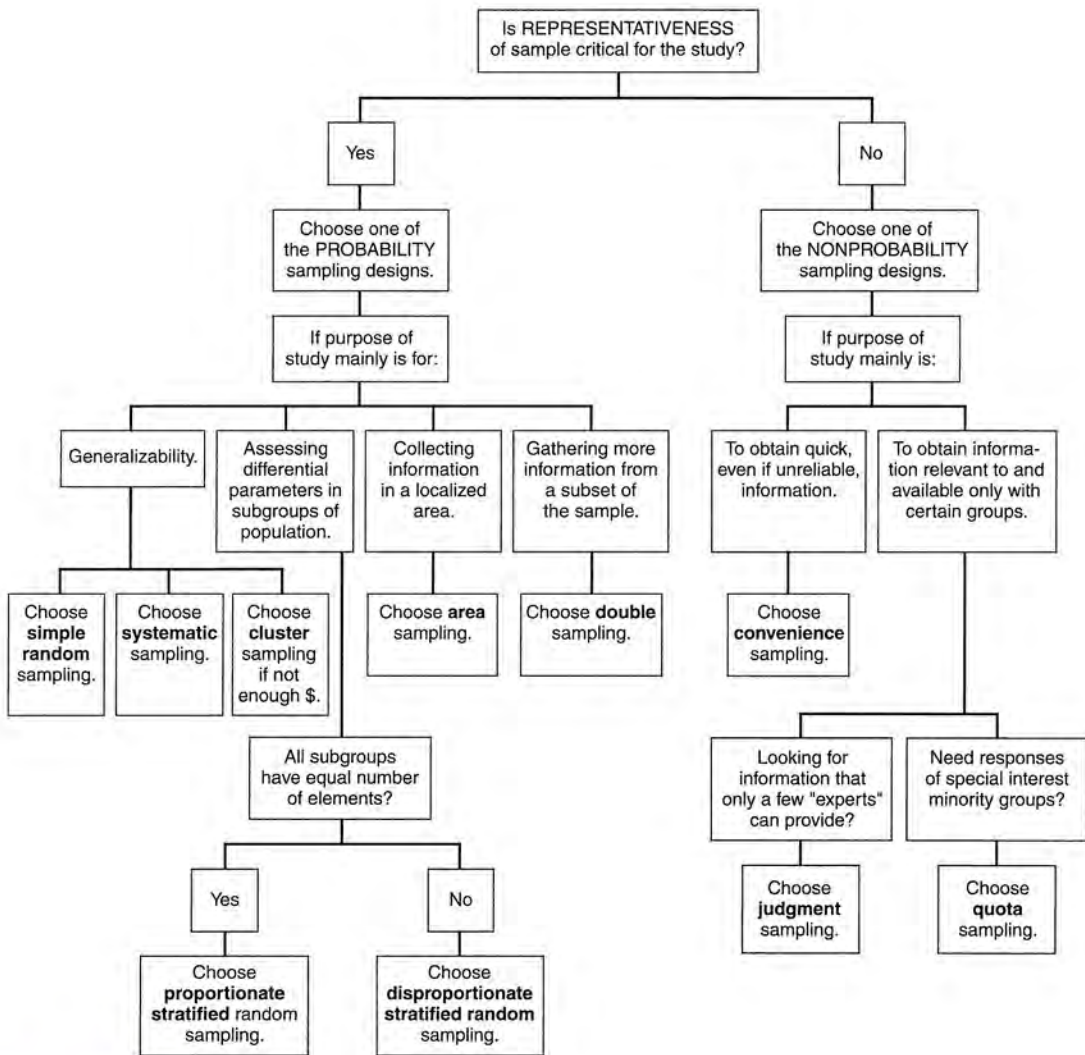 Is REPRESENTATIVENESS
of sample critical for the study?
Yes
No
Choose one of
the PROBABILITY
sampling designs.
Choose one of
the NONPROBABILITY
sampling designs.
If purpose of
study mainly is for:
If purpose of
study mainly is:
Generalizability.
Assessing
differential
parameters in
subgroups of
population.
Collecting
information
in a localized
area.
Gathering more
information from
a subset of
the sample.
To obtain quick,
even if unreliable,
information.
To obtain informa-
tion relevant to and
available only with
certain groups.
Choose
simple
random
sampling.
Choose
systematic
sampling.
Choose
cluster
sampling
if not
enough $.
Choose area
sampling.
Choose double
sampling.
Choose
convenience
sampling.
All subgroups
have equal number
of elements?
Looking for
information that
only a few "experts"
can provide?
Need responses
of special interest
minority groups?
Yes
No
Choose
judgment
sampling.
Choose
quota
sampling.
Choose
proportionate
stratified random
sampling.
Choose
disproportionate
stratified random
sampling.